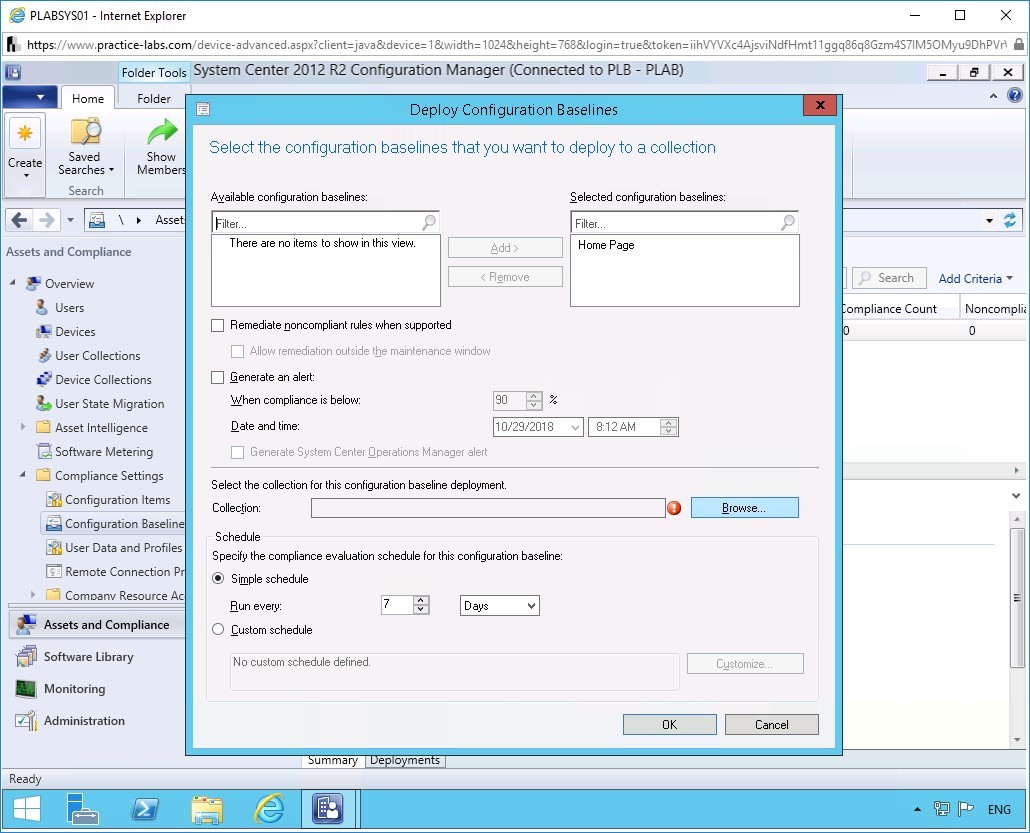 PLABSYS01 - Internet Explorer
https://www.practice-labs.com/device-advanced.aspx?client=java&device=1&width=1024&height=768&login=true&token=
Folder Tools System Center 2012 R2 Configuration Manager (Connected to PLB - PLAB)
Home Folder
Create
Saved Searches
Search
Show Members
\ Assets
Assets and Compliance
Overview
Users
Devices
User Collections
Device Collections
User State Migration
Asset Intelligence
Software Metering
Compliance Settings
Configuration Items
Configuration Baseline
User Data and Profiles
Remote Connection Pr
Company Resource Ac
Assets and Compliance
Software Library
Monitoring
Administration
Deploy Configuration Baselines
x
Select the configuration baselines that you want to deploy to a collection
Available configuration baselines:
Filter...
There are no items to show in this view.
Add >
< Remove
Selected configuration baselines:
Filter...
Home Page
Remediate noncompliant rules when supported
Allow remediation outside the maintenance window
Generate an alert:
When compliance is below: 90 %
Date and time: 10/29/2018 8:12 AM
Generate System Center Operations Manager alert
Select the collection for this configuration baseline deployment.
Collection: Browse...
Schedule
Specify the compliance evaluation schedule for this configuration baseline:
Simple schedule
Run every: 7 Days
Custom schedule
No custom schedule defined. Customize...
OK Cancel
Search Add Criteria
Compliance Count Noncomplia
0 0
Summary Deployments
Ready
ENG